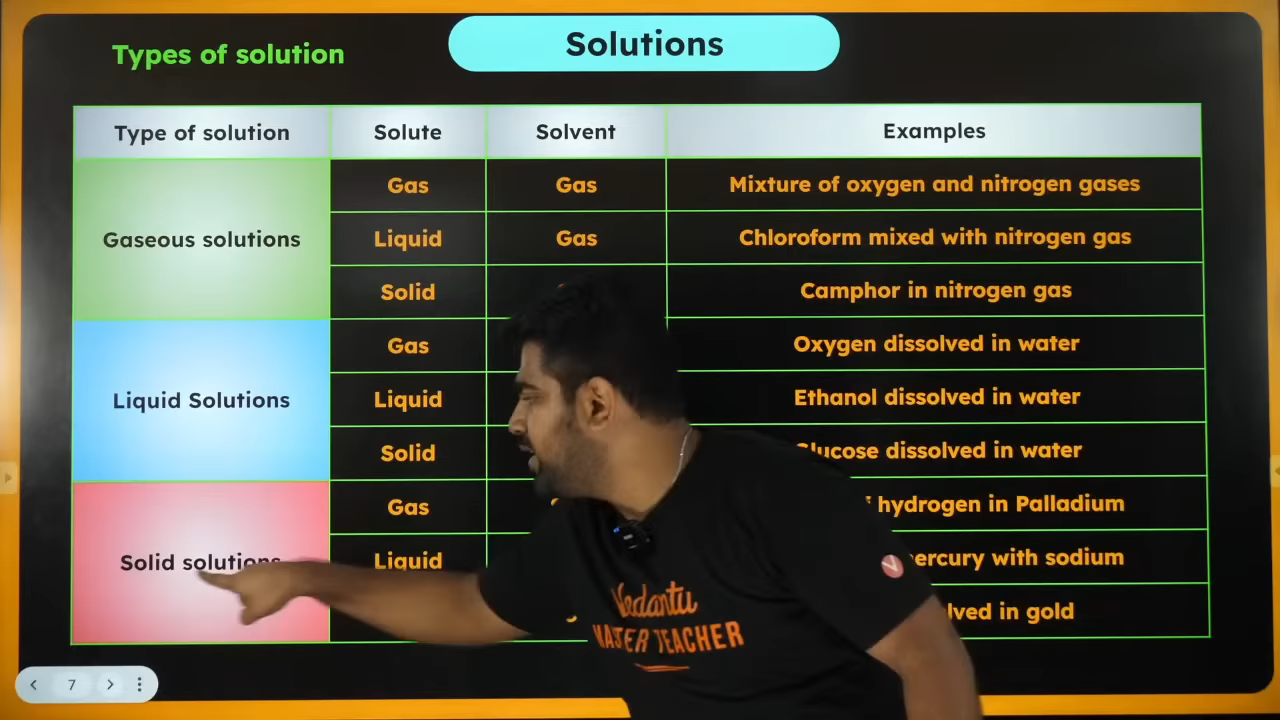 Types of solution
Solutions
Type of solution Solute Solvent Examples
Gaseous solutions
Gas Gas Mixture of oxygen and nitrogen gases
Liquid Gas Chloroform mixed with nitrogen gas
Solid Camphor in nitrogen gas
Liquid Solutions
Gas Oxygen dissolved in water
Liquid Ethanol dissolved in water
Solid Glucose dissolved in water
Solid solutions
Gas hydrogen in Palladium
Liquid mercury with sodium
in gold
Vedantu
MASTER TEACHER
7